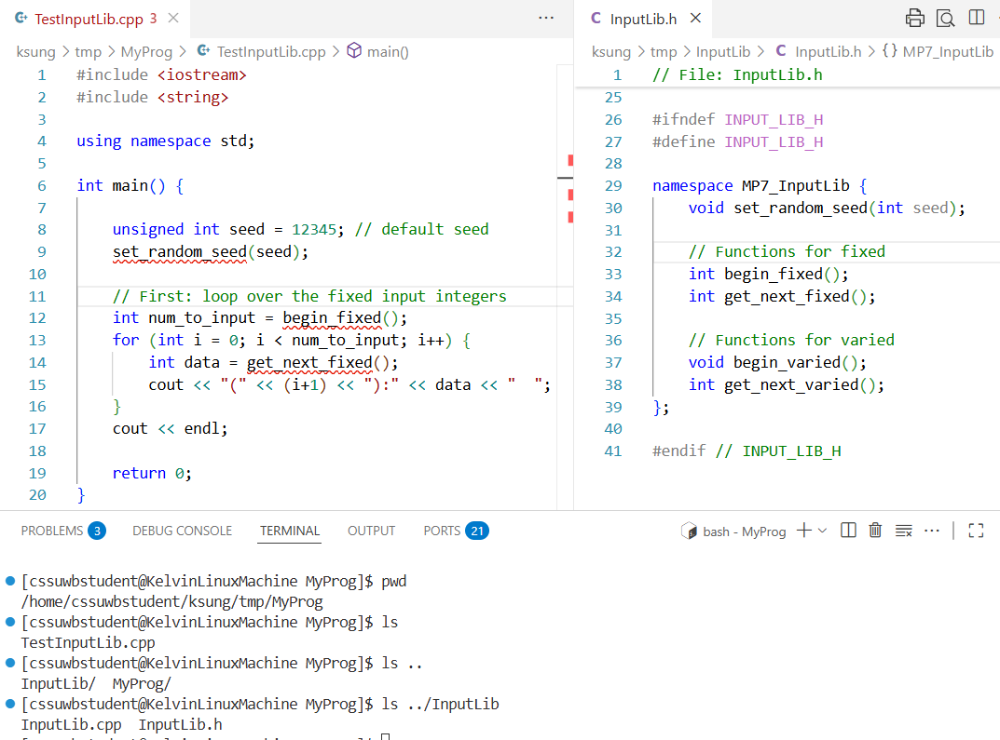 TestInputLib.cpp 3 ×
ksung > tmp > MyProg > TestInputLib.cpp > main()
1 #include <iostream>
2 #include <string>
3
4 using namespace std;
5
6 int main() {
7
8 unsigned int seed = 12345; // default seed
9 set_random_seed(seed);
10
11 // First: loop over the fixed input integers
12 int num_to_input = begin_fixed();
13 for (int i = 0; i < num_to_input; i++) {
14 int data = get_next_fixed();
15 cout << "(" << (i+1) << "):" << data << "  ";
16 }
17 cout << endl;
18
19 return 0;
20 }
C InputLib.h ×
ksung > tmp > InputLib > C InputLib.h > {} MP7_InputLib
1 // File: InputLib.h
25
26 #ifndef INPUT_LIB_H
27 #define INPUT_LIB_H
28
29 namespace MP7_InputLib {
30 void set_random_seed(int seed);
31
32 // Functions for fixed
33 int begin_fixed();
34 int get_next_fixed();
35
36 // Functions for varied
37 void begin_varied();
38 int get_next_varied();
39 };
40
41 #endif // INPUT_LIB_H
PROBLEMS 3 DEBUG CONSOLE TERMINAL OUTPUT PORTS 21 bash - MyProg
[cssuwbstudent@KelvinLinuxMachine MyProg]$ pwd
/home/cssuwbstudent/ksung/tmp/MyProg
[cssuwbstudent@KelvinLinuxMachine MyProg]$ ls
TestInputLib.cpp
[cssuwbstudent@KelvinLinuxMachine MyProg]$ ls ..
InputLib/  MyProg/
[cssuwbstudent@KelvinLinuxMachine MyProg]$ ls ../InputLib
InputLib.cpp  InputLib.h